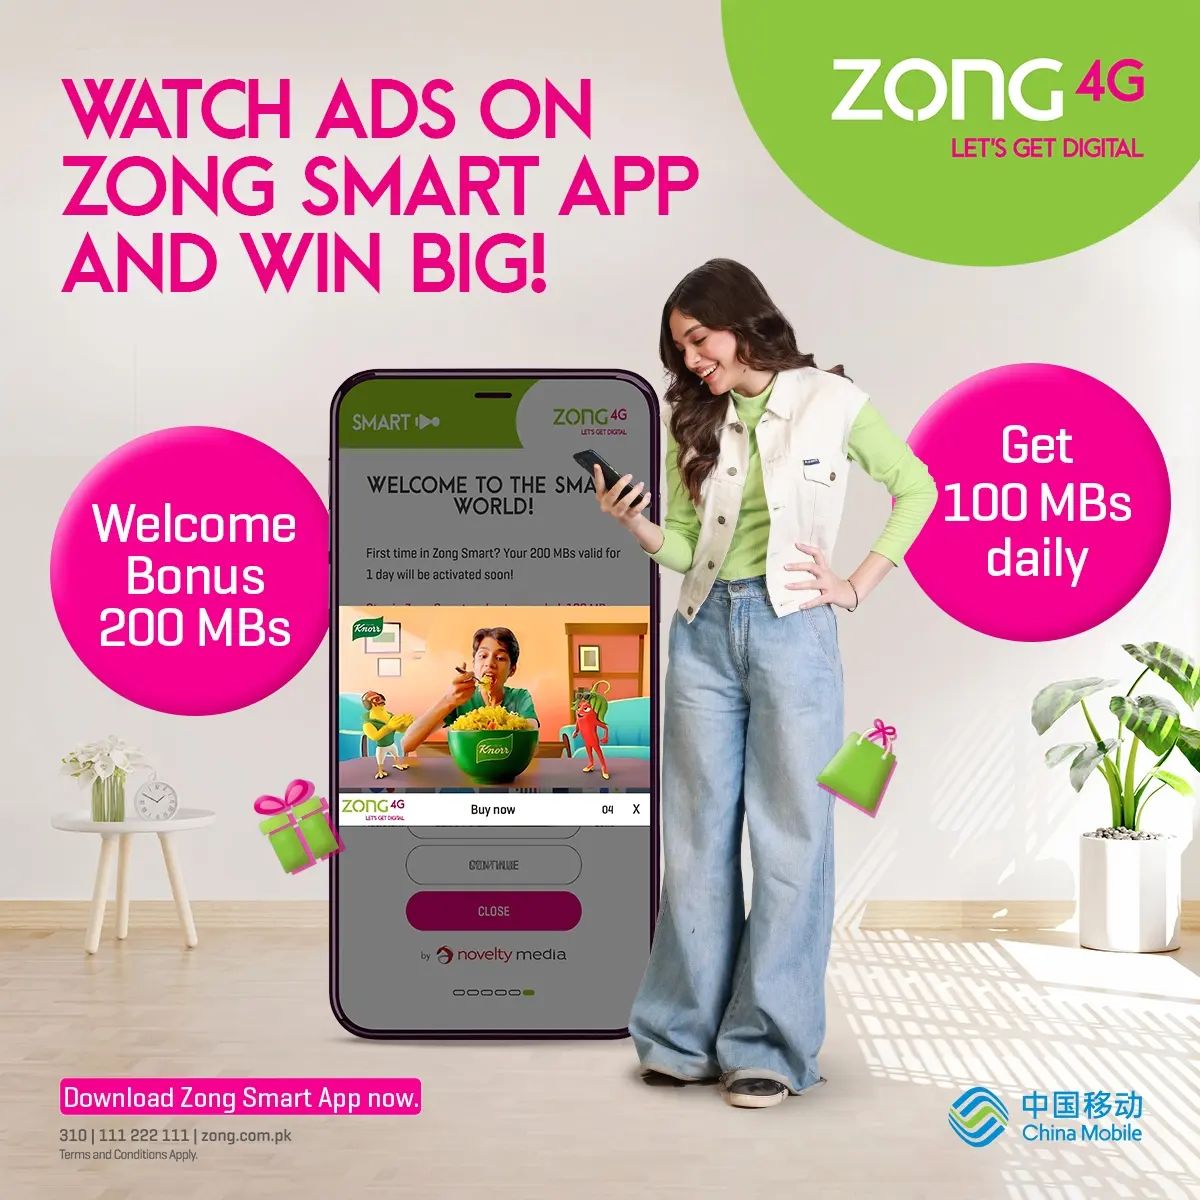 WATCH ADS ON
ZONG SMART APP
AND WIN BIG!
ZONG 4G
LET'S GET DIGITAL
Welcome
Bonus
200 MBs
Get
100 MBs
daily
SMART
ZONG 4G
LET'S GET DIGITAL
WELCOME TO THE SMA
WORLD!
First time in Zong Smart? Your 200 MBs valid for
1 day will be activated soon!
Knorr
Knorr
ZONG 4G
LET'S GET DIGITAL
Buy now
04
X
CONTINUE
CLOSE
by novelty media
Download Zong Smart App now.
310 | 111 222 111 | zong.com.pk
Terms and Conditions Apply.
中国移动
China Mobile